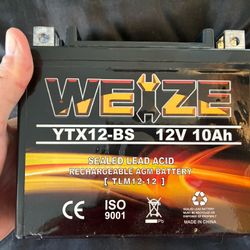 WEIZE
YTX12-BS 12V 10Ah
SEALED LEAD ACID
RECHARGEABLE AGM BATTERY
[ TLM12-12 ]
CE ISO 9001 Pb
MADE IN CHINA